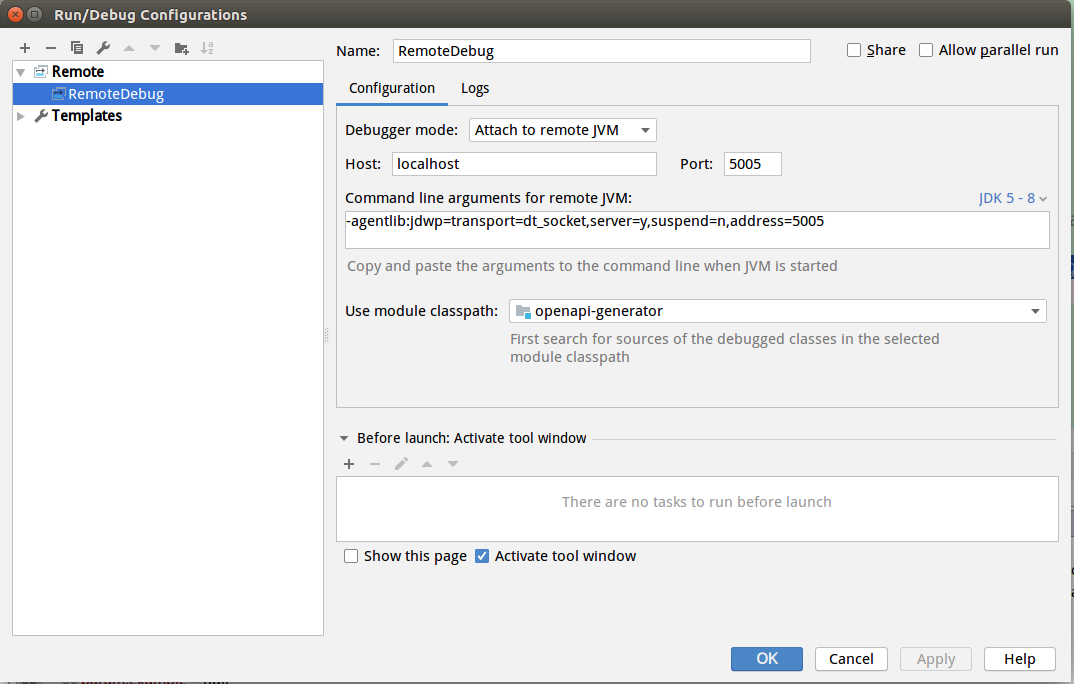 Run/Debug Configurations
Name: RemoteDebug Share Allow parallel run
Remote
RemoteDebug
Templates
Configuration Logs
Debugger mode: Attach to remote JVM
Host: localhost Port: 5005
Command line arguments for remote JVM: JDK 5 - 8
-agentlib:jdwp=transport=dt_socket,server=y,suspend=n,address=5005
Copy and paste the arguments to the command line when JVM is started
Use module classpath: openapi-generator
First search for sources of the debugged classes in the selected
module classpath
Before launch: Activate tool window
There are no tasks to run before launch
Show this page Activate tool window
OK Cancel Apply Help